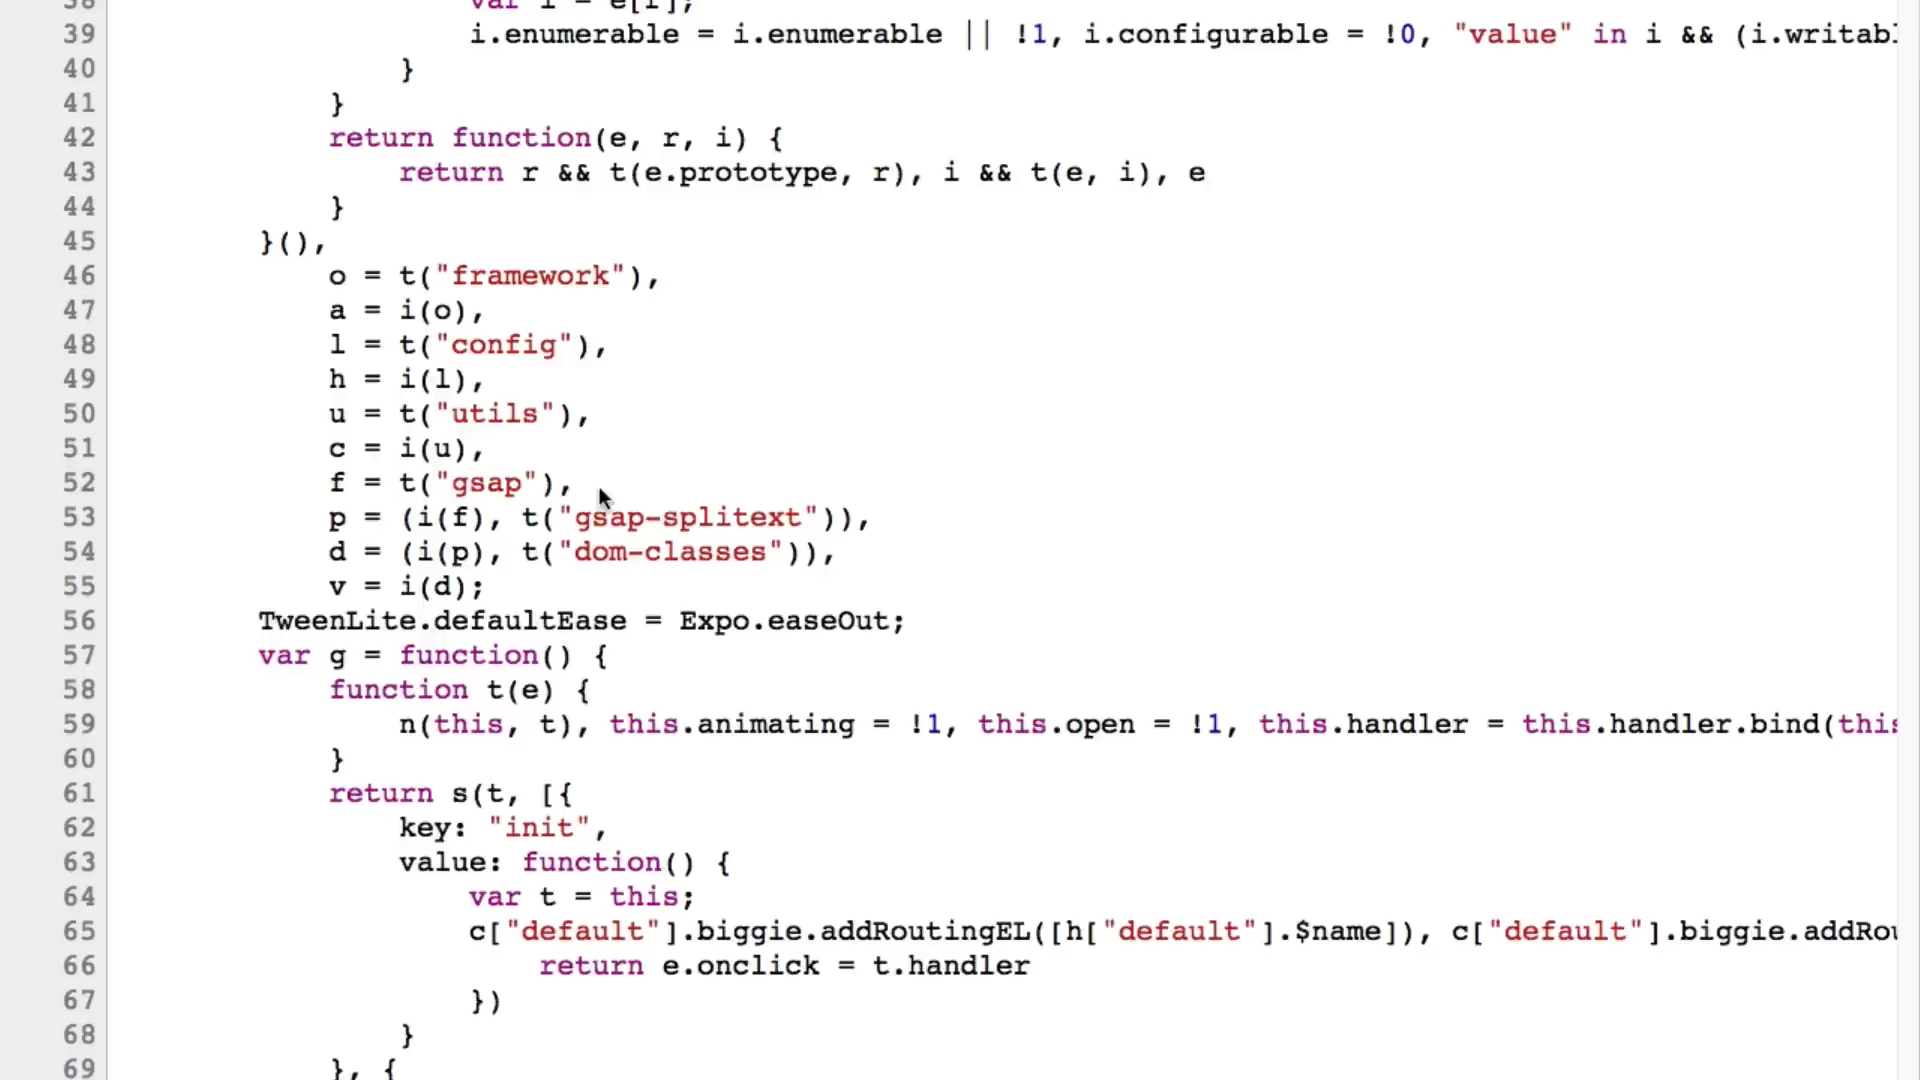 38 var i = e[r];
39 i.enumerable = i.enumerable || !1, i.configurable = !0, "value" in i && (i.writabl
40 }
41 }
42 return function(e, r, i) {
43 return r && t(e.prototype, r), i && t(e, i), e
44 }
45 }(),
46 o = t("framework"),
47 a = i(o),
48 l = t("config"),
49 h = i(l),
50 u = t("utils"),
51 c = i(u),
52 f = t("gsap"),
53 p = (i(f), t("gsap-splitext")),
54 d = (i(p), t("dom-classes")),
55 v = i(d);
56 TweenLite.defaultEase = Expo.easeOut;
57 var g = function() {
58 function t(e) {
59 n(this, t), this.animating = !1, this.open = !1, this.handler = this.handler.bind(this
60 }
61 return s(t, [{
62 key: "init",
63 value: function() {
64 var t = this;
65 c["default"].biggie.addRoutingEL([h["default"].$name]), c["default"].biggie.addRou
66 return e.onclick = t.handler
67 })
68 }
69 }, {